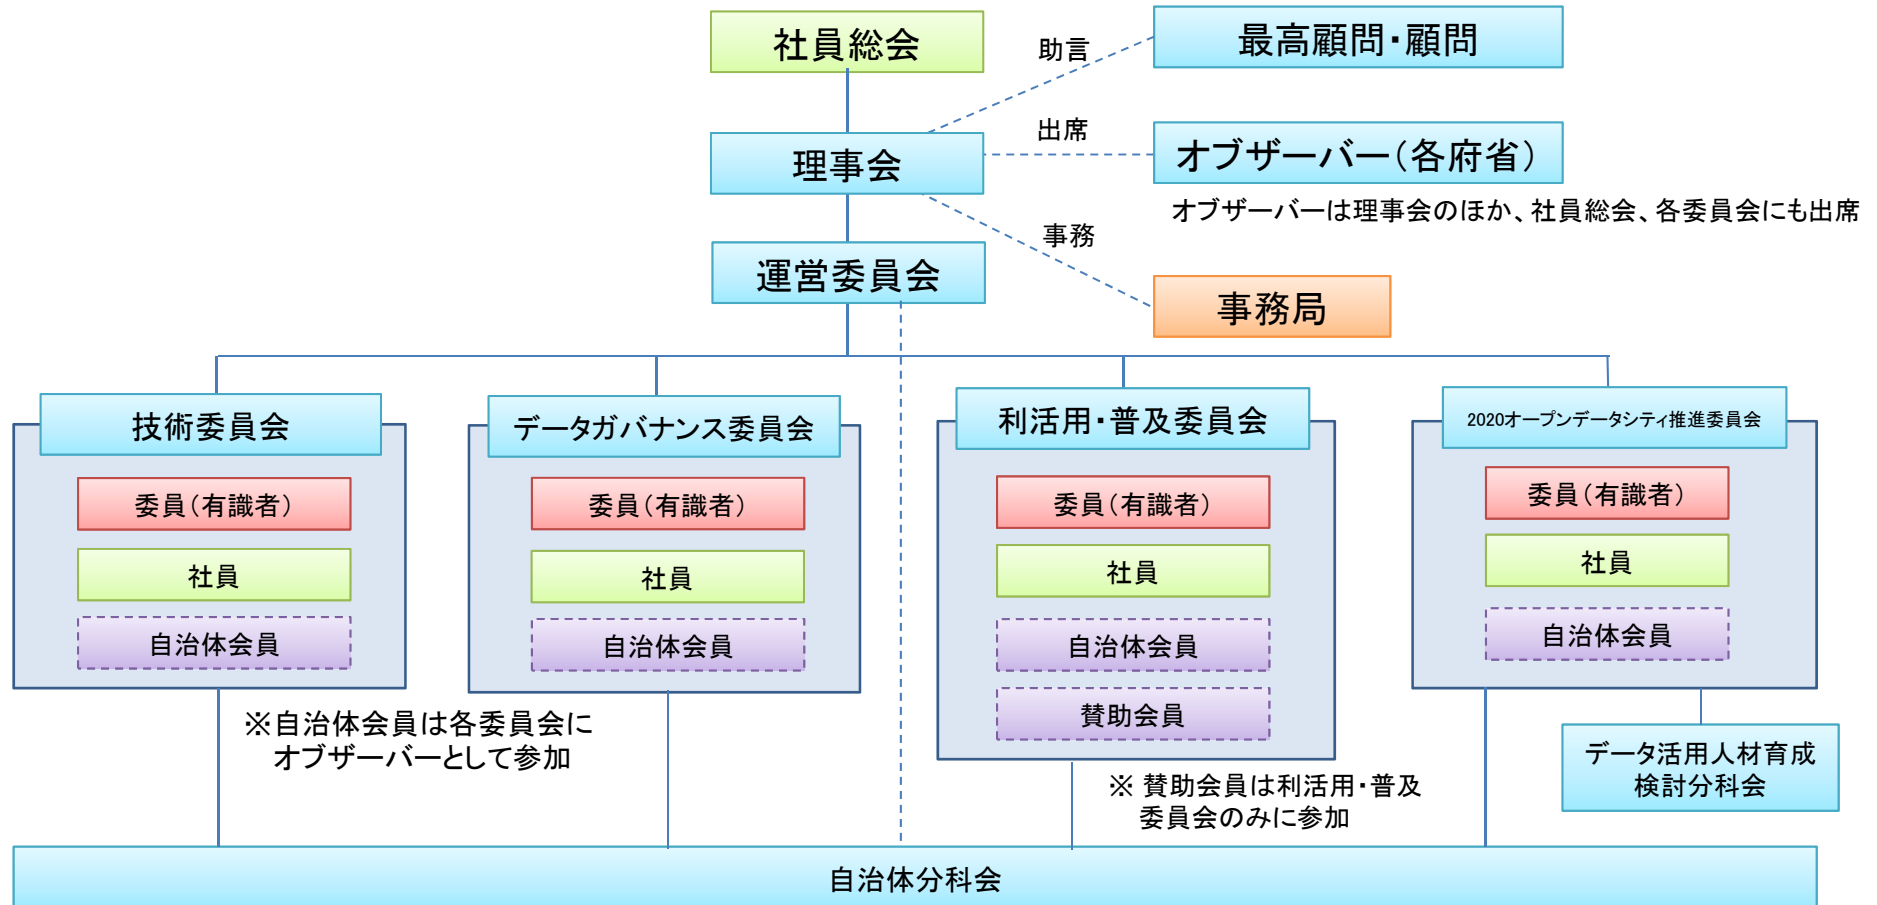 社員総会
助言
最高顧問・顧問
出席
理事会
オブザーバー（各府省）
オブザーバーは理事会のほか、社員総会、各委員会にも出席
事務
運営委員会
事務局
技術委員会
委員（有識者）
社員
自治体会員
データガバナンス委員会
委員（有識者）
社員
自治体会員
利活用・普及委員会
委員（有識者）
社員
自治体会員
賛助会員
2020オープンデータシティ推進委員会
委員（有識者）
社員
自治体会員
※自治体会員は各委員会に
オブザーバーとして参加
※ 賛助会員は利活用・普及
委員会のみに参加
データ活用人材育成
検討分科会
自治体分科会